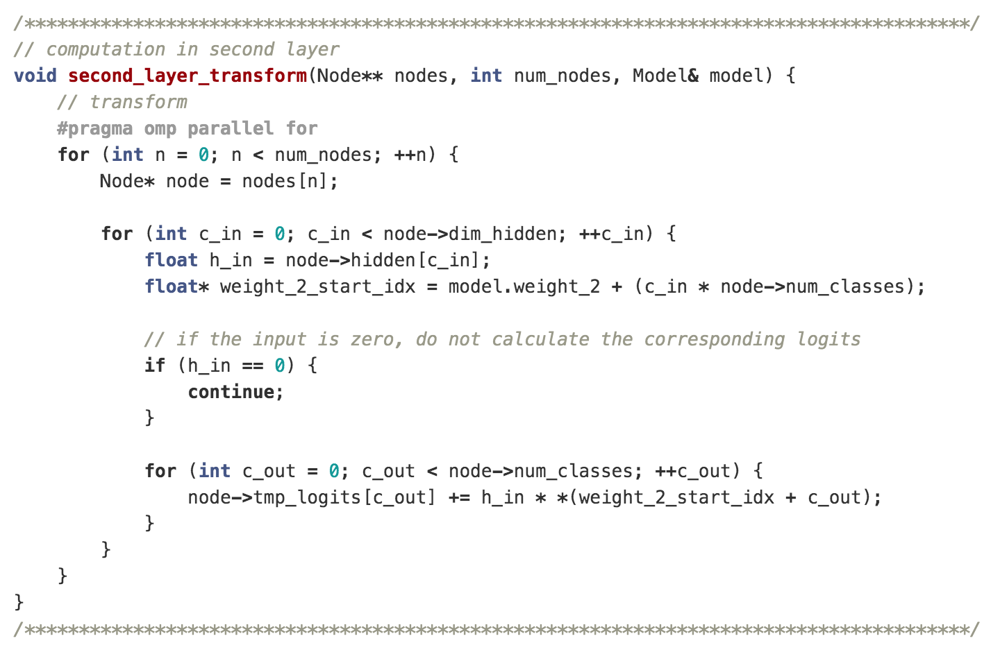 /***************************************************************************************/
// computation in second layer
void second_layer_transform(Node** nodes, int num_nodes, Model& model) {
    // transform
    #pragma omp parallel for
    for (int n = 0; n < num_nodes; ++n) {
        Node* node = nodes[n];

        for (int c_in = 0; c_in < node->dim_hidden; ++c_in) {
            float h_in = node->hidden[c_in];
            float* weight_2_start_idx = model.weight_2 + (c_in * node->num_classes);

            // if the input is zero, do not calculate the corresponding logits
            if (h_in == 0) {
                continue;
            }

            for (int c_out = 0; c_out < node->num_classes; ++c_out) {
                node->tmp_logits[c_out] += h_in * *(weight_2_start_idx + c_out);
            }
        }
    }
}
/***************************************************************************************/